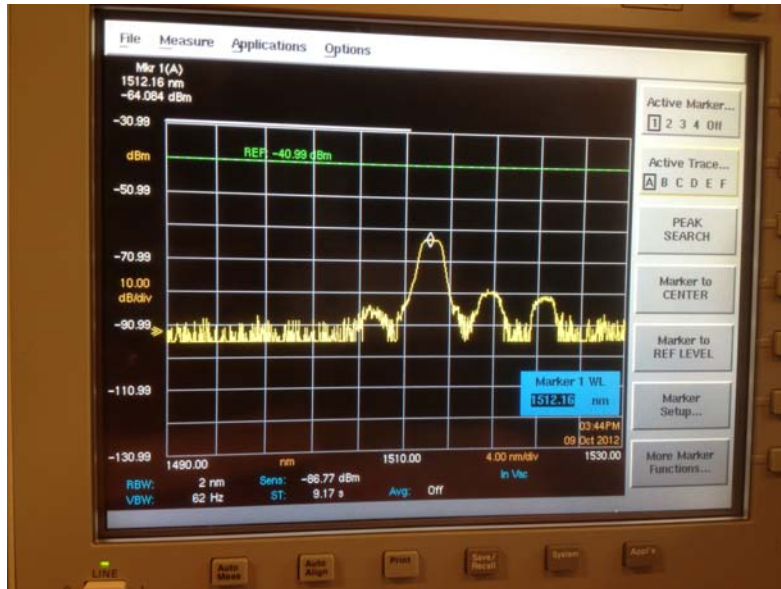 File Measure Applications Options
Mkr 1(A)
1512.16 nm
-64.084 dBm
-30.99
dBm
REF: -40.99 dBm
-50.99
-70.99
10.00
dB/div
-90.99
-110.99
-130.99
1490.00
nm
1510.00
4.00 nm/div
1530.00
In Vac
Marker 1 WL
1512.16 nm
03:44PM
09 Oct 2012
RBW: 2 nm Sens: -86.77 dBm
VBW: 62 Hz ST: 9.17 s Avg: Off
Active Marker...
1 2 3 4 Off
Active Trace...
A B C D E F
PEAK
SEARCH
Marker to
CENTER
Marker to
REF LEVEL
Marker
Setup...
More Marker
Functions...
LINE
Auto
Meas
Auto
Align
Print
Save/
Recall
System
Appl's